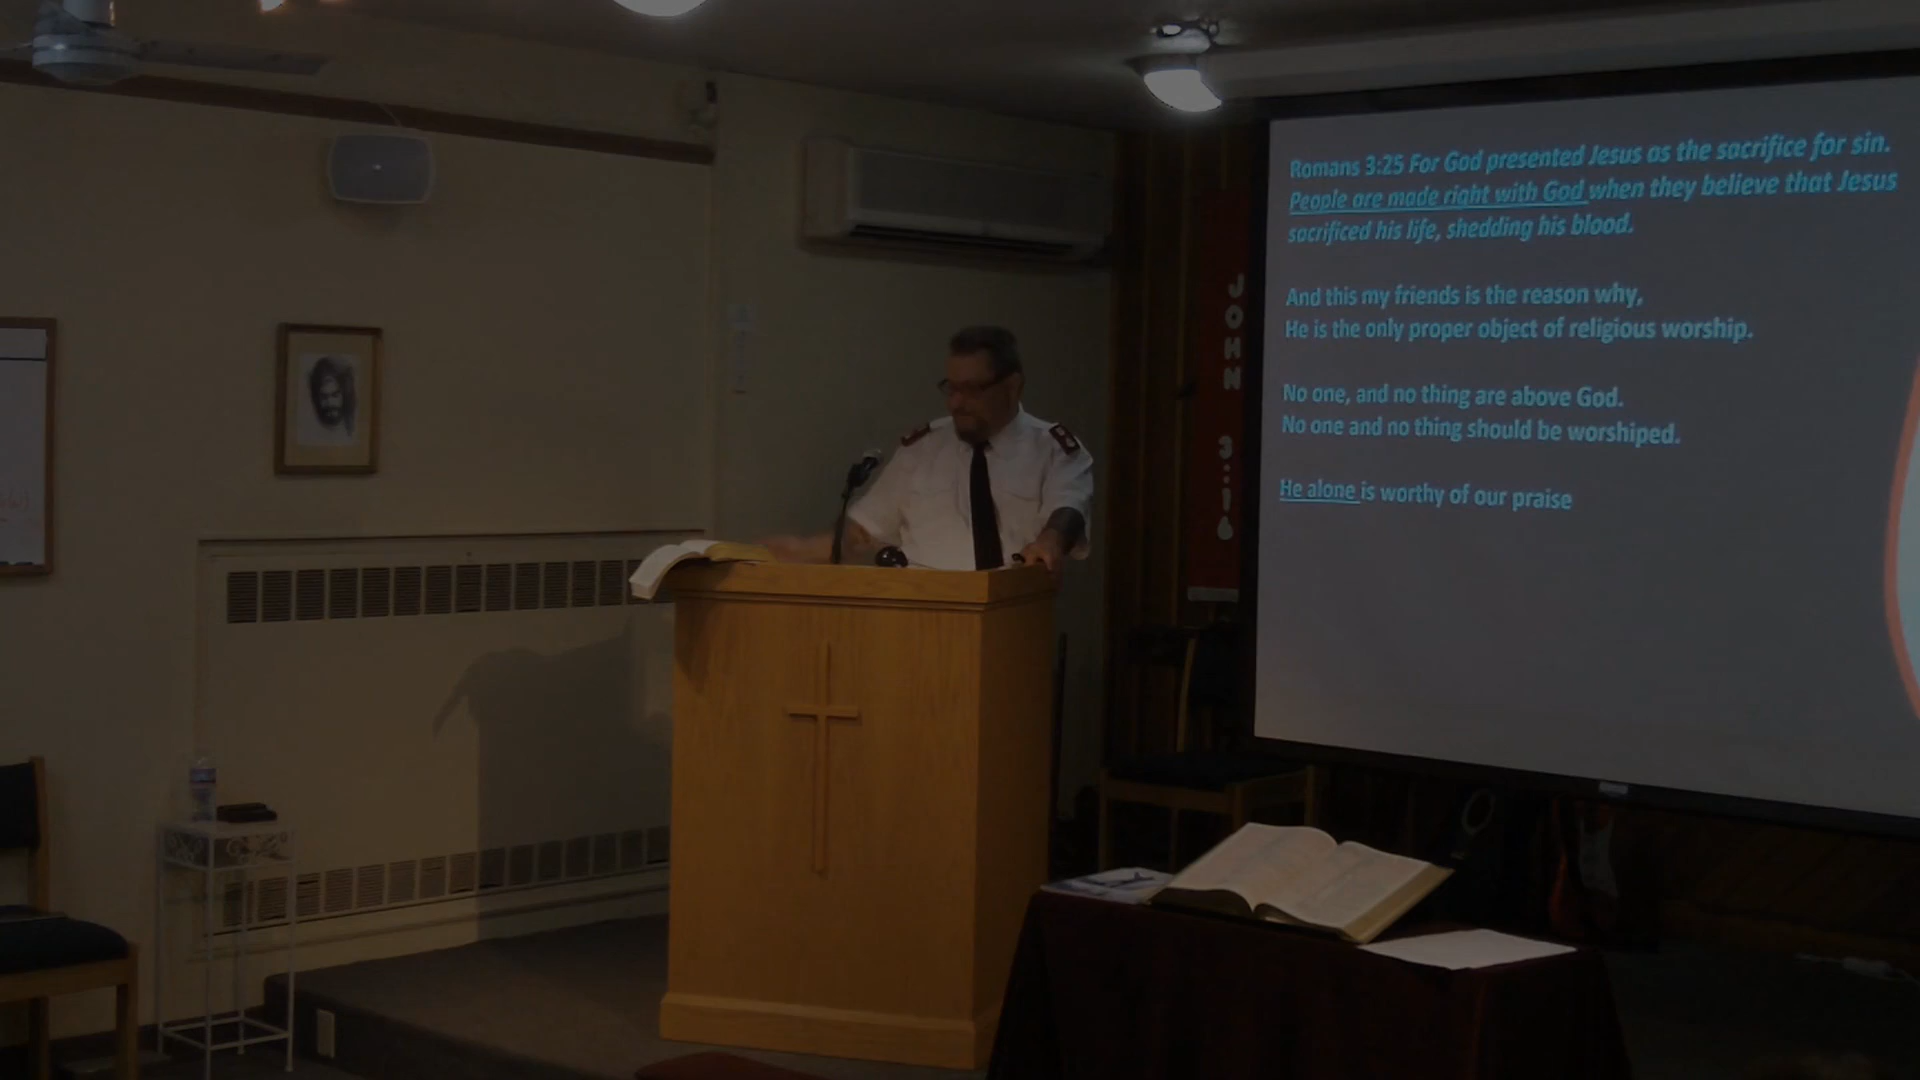 Romans 3:25 For God presented Jesus as the sacrifice for sin.
People are made right with God when they believe that Jesus
sacrificed his life, shedding his blood.
And this my friends is the reason why,
He is the only proper object of religious worship.
No one, and no thing are above God.
No one and no thing should be worshiped.
He alone is worthy of our praise
JOHN 3:16